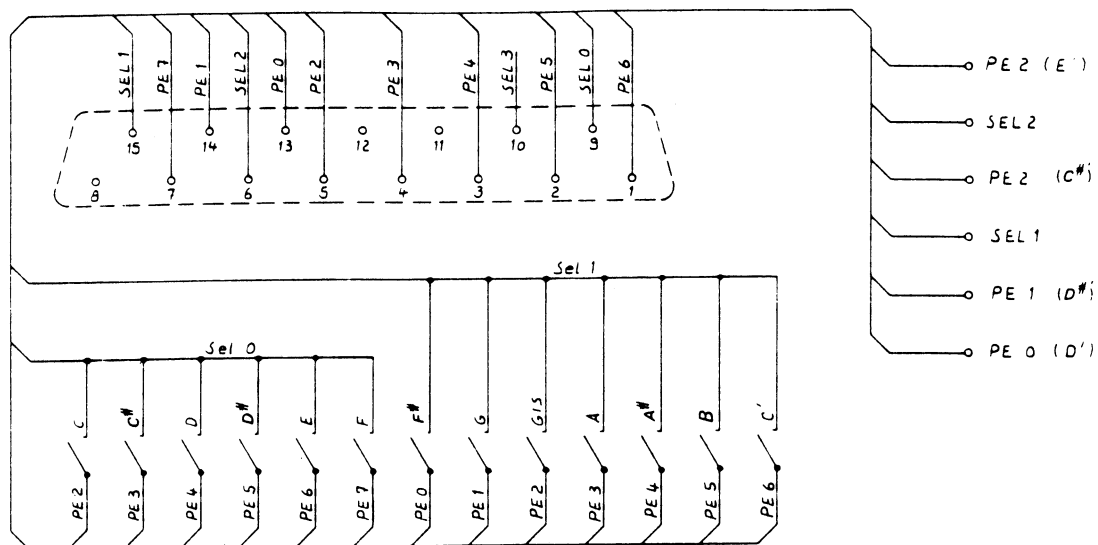 SEL 1 PE 7 PE 1 SEL 2 PE 0 PE 2 PE 3 PE 4 SEL 3 PE 5 SEL 0 PE 6
15 14 13 12 11 10 9
8 7 6 5 4 3 2 1
PE 2 (E')
SEL 2
PE 2 (C#')
SEL 1
PE 1 (D#')
PE 0 (D')
Sel 1
Sel 0
C C# D D# E F F# G GIS A A# B C'
PE 2 PE 3 PE 4 PE 5 PE 6 PE 7 PE 0 PE 1 PE 2 PE 3 PE 4 PE 5 PE 6